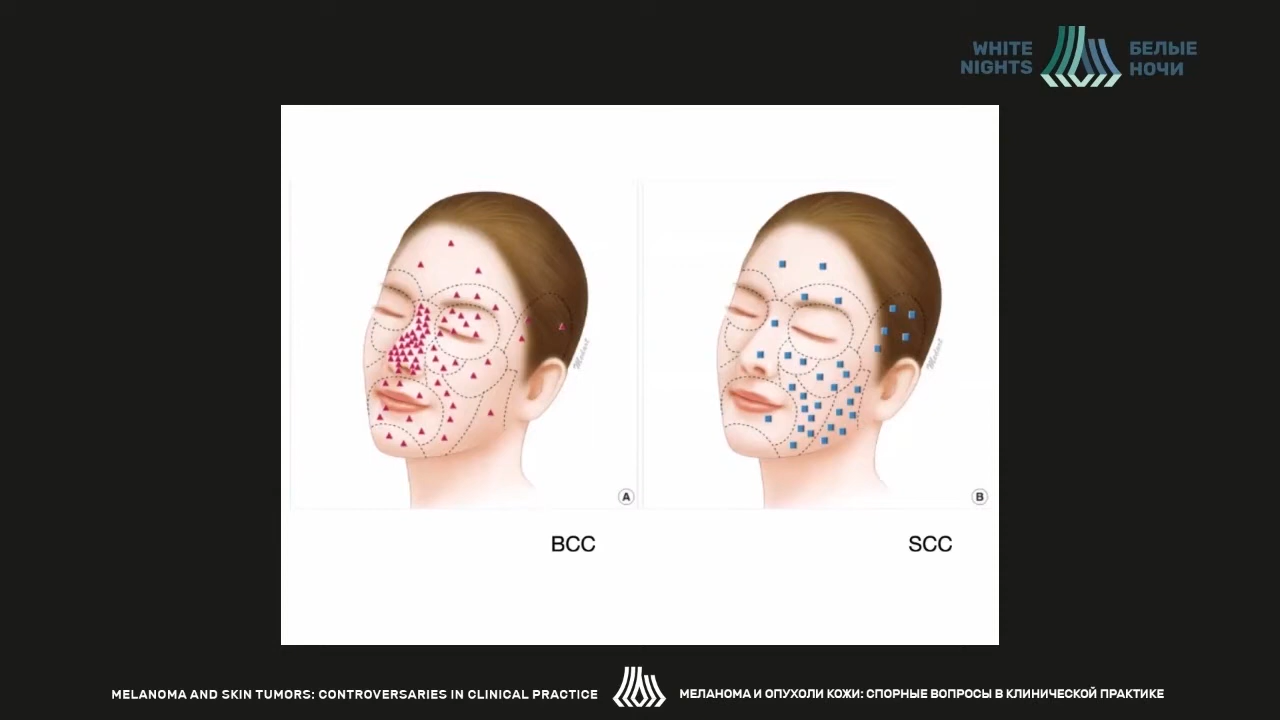 WHITE
NIGHTS
БЕЛЫЕ
НОЧИ
A
B
BCC
SCC
MELANOMA AND SKIN TUMORS: CONTROVERSARIES IN CLINICAL PRACTICE
МЕЛАНОМА И ОПУХОЛИ КОЖИ: СПОРНЫЕ ВОПРОСЫ В КЛИНИЧЕСКОЙ ПРАКТИКЕ